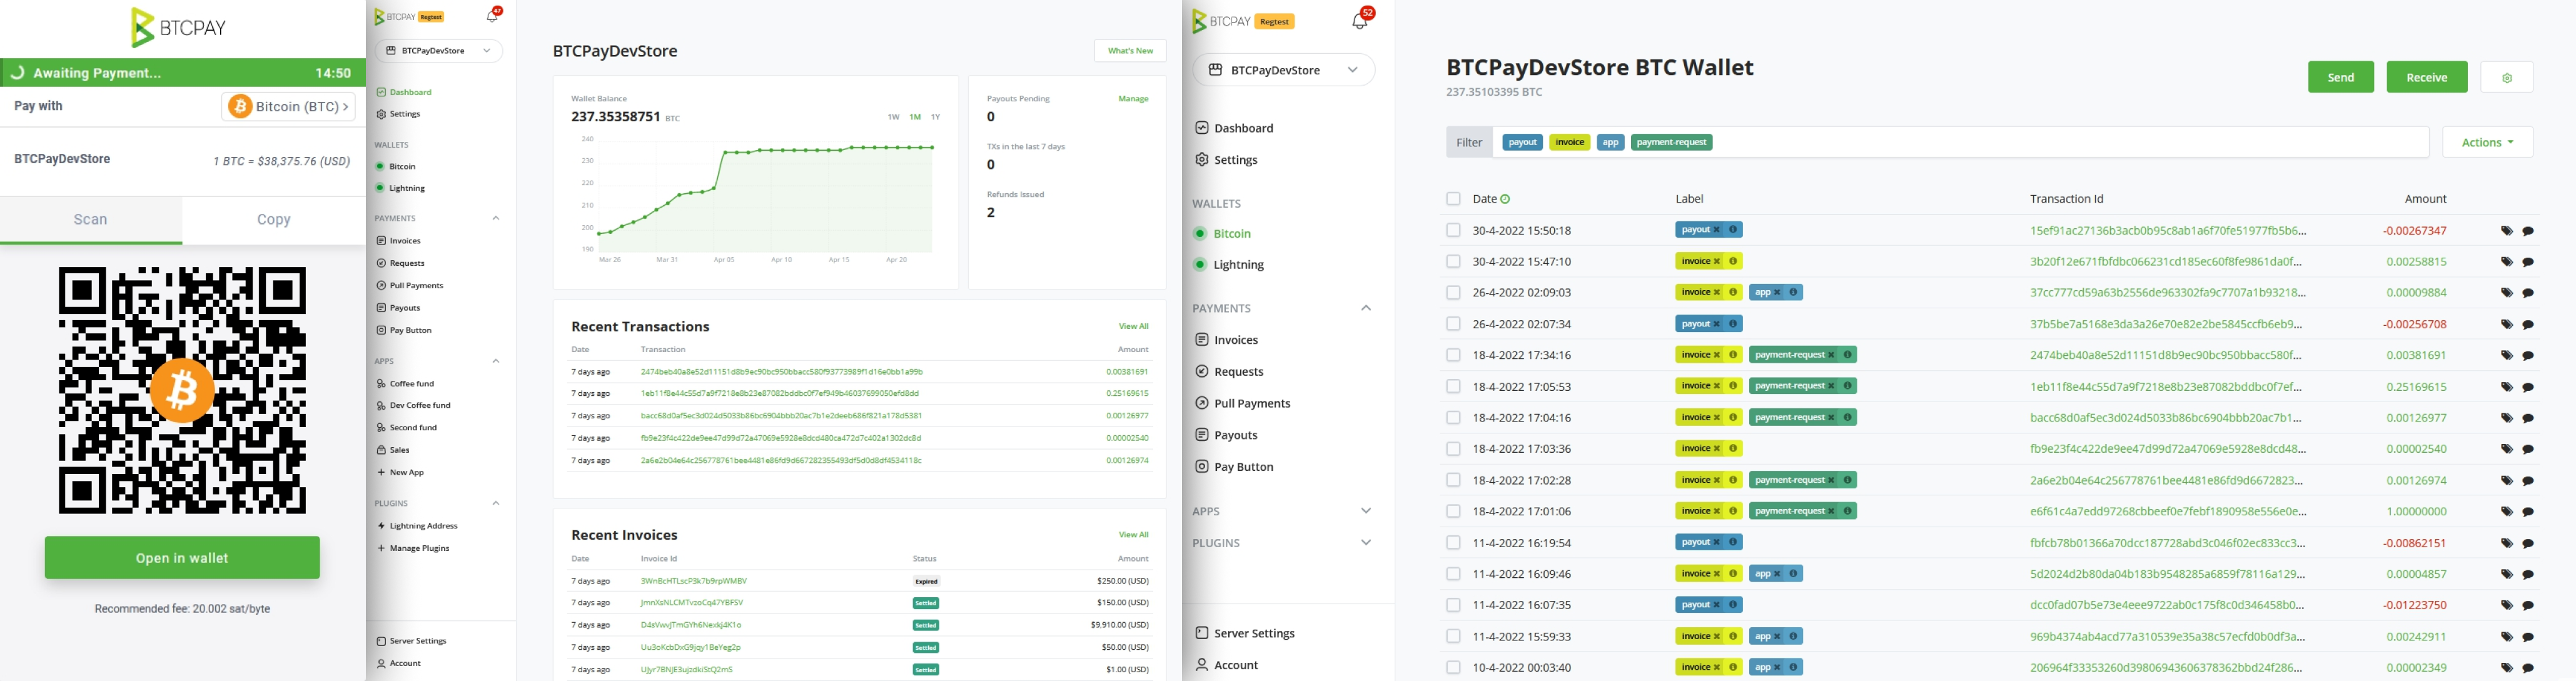 BTCPAY
Awaiting Payment... 14:50
Pay with Bitcoin (BTC) >
BTCPayDevStore 1 BTC = $38,375.76 (USD)
Scan Copy
Open in wallet
Recommended fee: 20.002 sat/byte
BTCPAY Regtest 47
BTCPayDevStore
Dashboard
Settings
WALLETS
Bitcoin
Lightning
PAYMENTS
Invoices
Requests
Pull Payments
Payouts
Pay Button
APPS
Coffee fund
Dev Coffee fund
Second fund
Sales
+ New App
PLUGINS
Lightning Address
+ Manage Plugins
Server Settings
Account
BTCPayDevStore What's New
Wallet Balance
237.35358751 BTC 1W 1M 1Y
240
230
220
210
200
190
Mar 26 Mar 31 Apr 05 Apr 10 Apr 15 Apr 20
Payouts Pending Manage
0
TXs in the last 7 days
0
Refunds Issued
2
Recent Transactions View All
Date Transaction Amount
7 days ago 2474beb40a8e52d11151d8b9ec90bc950bbacc580f93773989f1d16e0bb1a99b 0.00381691
7 days ago 1eb11f8e44c55d7a9f7218e8b23e87082bddbc0f7ef949b46037699050efd8dd 0.25169615
7 days ago bacc68d0af5ec3d024d5033b86bc6904bbb20ac7b1e2deeb686f821a178d5381 0.00126977
7 days ago fb9e23f4c422de9ee47d99d72a47069e5928e8dcd480ca472d7c402a1302dc8d 0.00002540
7 days ago 2a6e2b04e64c256778761bee4481e86fd9d667282355493df5d0d8df4534118c 0.00126974
Recent Invoices View All
Date Invoice Id Status Amount
7 days ago 3WnBcHTLscP3k7b9rpWMBV Expired $250.00 (USD)
7 days ago JmnXsNLCMTvzoCq47YBFSV Settled $150.00 (USD)
7 days ago D4sVwvJTmGYh6Nexkj4K1o Settled $9,910.00 (USD)
7 days ago Uu3oKcbDxG9jqy1BeYeg2p Settled $50.00 (USD)
7 days ago UJyr7BNJE3ujzdkiStQ2mS Settled $1.00 (USD)
BTCPAY Regtest 52
BTCPayDevStore
Dashboard
Settings
WALLETS
Bitcoin
Lightning
PAYMENTS
Invoices
Requests
Pull Payments
Payouts
Pay Button
APPS
PLUGINS
Server Settings
Account
BTCPayDevStore BTC Wallet Send Receive
237.35103395 BTC
Filter payout invoice app payment-request Actions
Date Label Transaction Id Amount
30-4-2022 15:50:18 payout 15ef91ac27136b3acb0b95c8ab1a6f70fe51977fb5b6... -0.00267347
30-4-2022 15:47:10 invoice 3b20f12e671fbfdbc066231cd185ec60f8fe9861da0f... 0.00258815
26-4-2022 02:09:03 invoice app 37cc777cd59a63b2556de963302fa9c7707a1b93218... 0.00009884
26-4-2022 02:07:34 payout 37b5be7a5168e3da3a26e70e82e2be5845ccfb6eb9... -0.00256708
18-4-2022 17:34:16 invoice payment-request 2474beb40a8e52d11151d8b9ec90bc950bbacc580f... 0.00381691
18-4-2022 17:05:53 invoice payment-request 1eb11f8e44c55d7a9f7218e8b23e87082bddbc0f7ef... 0.25169615
18-4-2022 17:04:16 invoice payment-request bacc68d0af5ec3d024d5033b86bc6904bbb20ac7b1... 0.00126977
18-4-2022 17:03:36 invoice fb9e23f4c422de9ee47d99d72a47069e5928e8dcd48... 0.00002540
18-4-2022 17:02:28 invoice payment-request 2a6e2b04e64c256778761bee4481e86fd9d6672823... 0.00126974
18-4-2022 17:01:06 invoice payment-request e6f61c4a7edd97268cbbeef0e7febf1890958e556e0e... 1.00000000
11-4-2022 16:19:54 payout fbfcb78b01366a70dcc187728abd3c046f02ec833cc3... -0.00862151
11-4-2022 16:09:46 invoice app 5d2024d2b80da04b183b9548285a6859f78116a129... 0.00004857
11-4-2022 16:07:35 payout dcc0fad07b5e73e4eee9722ab0c175f8c0d346458b0... -0.01223750
11-4-2022 15:59:33 invoice app 969b4374ab4acd77a310539e35a38c57ecfd0b0df3a... 0.00242911
10-4-2022 00:03:40 invoice app 206964f33353260d39806943606378362bbd24f286... 0.00002349